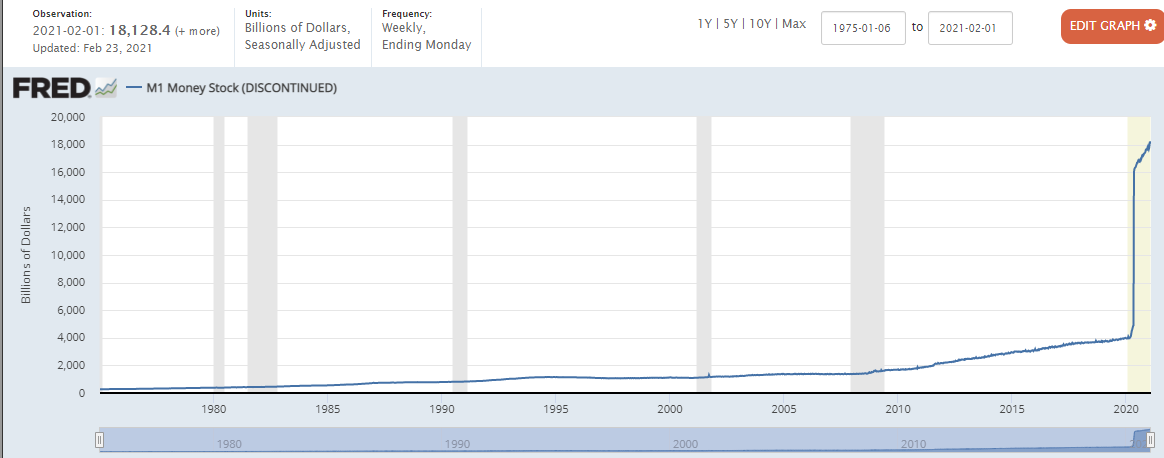 Observation:
2021-02-01: 18,128.4 (+ more)
Updated: Feb 23, 2021
Units:
Billions of Dollars,
Seasonally Adjusted
Frequency:
Weekly,
Ending Monday
1Y | 5Y | 10Y | Max
1975-01-06 to 2021-02-01
EDIT GRAPH
FRED
M1 Money Stock (DISCONTINUED)
Billions of Dollars
20,000
18,000
16,000
14,000
12,000
10,000
8,000
6,000
4,000
2,000
0
1980 1985 1990 1995 2000 2005 2010 2015 2020
1980 1990 2000 2010